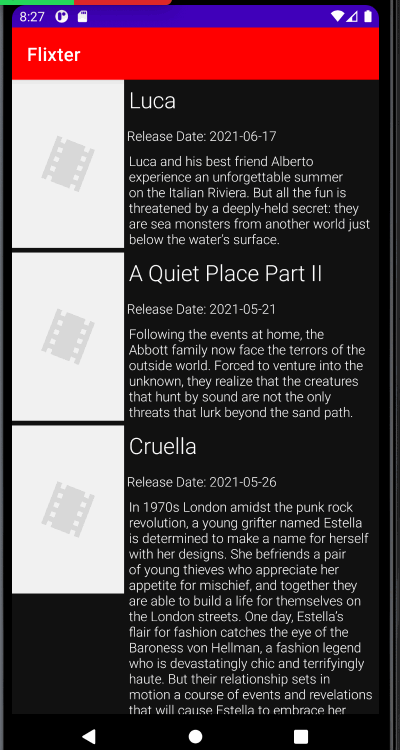 8:27
Flixter
Luca
Release Date: 2021-06-17
Luca and his best friend Alberto
experience an unforgettable summer
on the Italian Riviera. But all the fun is
threatened by a deeply-held secret: they
are sea monsters from another world just
below the water's surface.
A Quiet Place Part II
Release Date: 2021-05-21
Following the events at home, the
Abbott family now face the terrors of the
outside world. Forced to venture into the
unknown, they realize that the creatures
that hunt by sound are not the only
threats that lurk beyond the sand path.
Cruella
Release Date: 2021-05-26
In 1970s London amidst the punk rock
revolution, a young grifter named Estella
is determined to make a name for herself
with her designs. She befriends a pair
of young thieves who appreciate her
appetite for mischief, and together they
are able to build a life for themselves on
the London streets. One day, Estella's
flair for fashion catches the eye of the
Baroness von Hellman, a fashion legend
who is devastatingly chic and terrifyingly
haute. But their relationship sets in
motion a course of events and revelations
that will cause Estella to embrace her